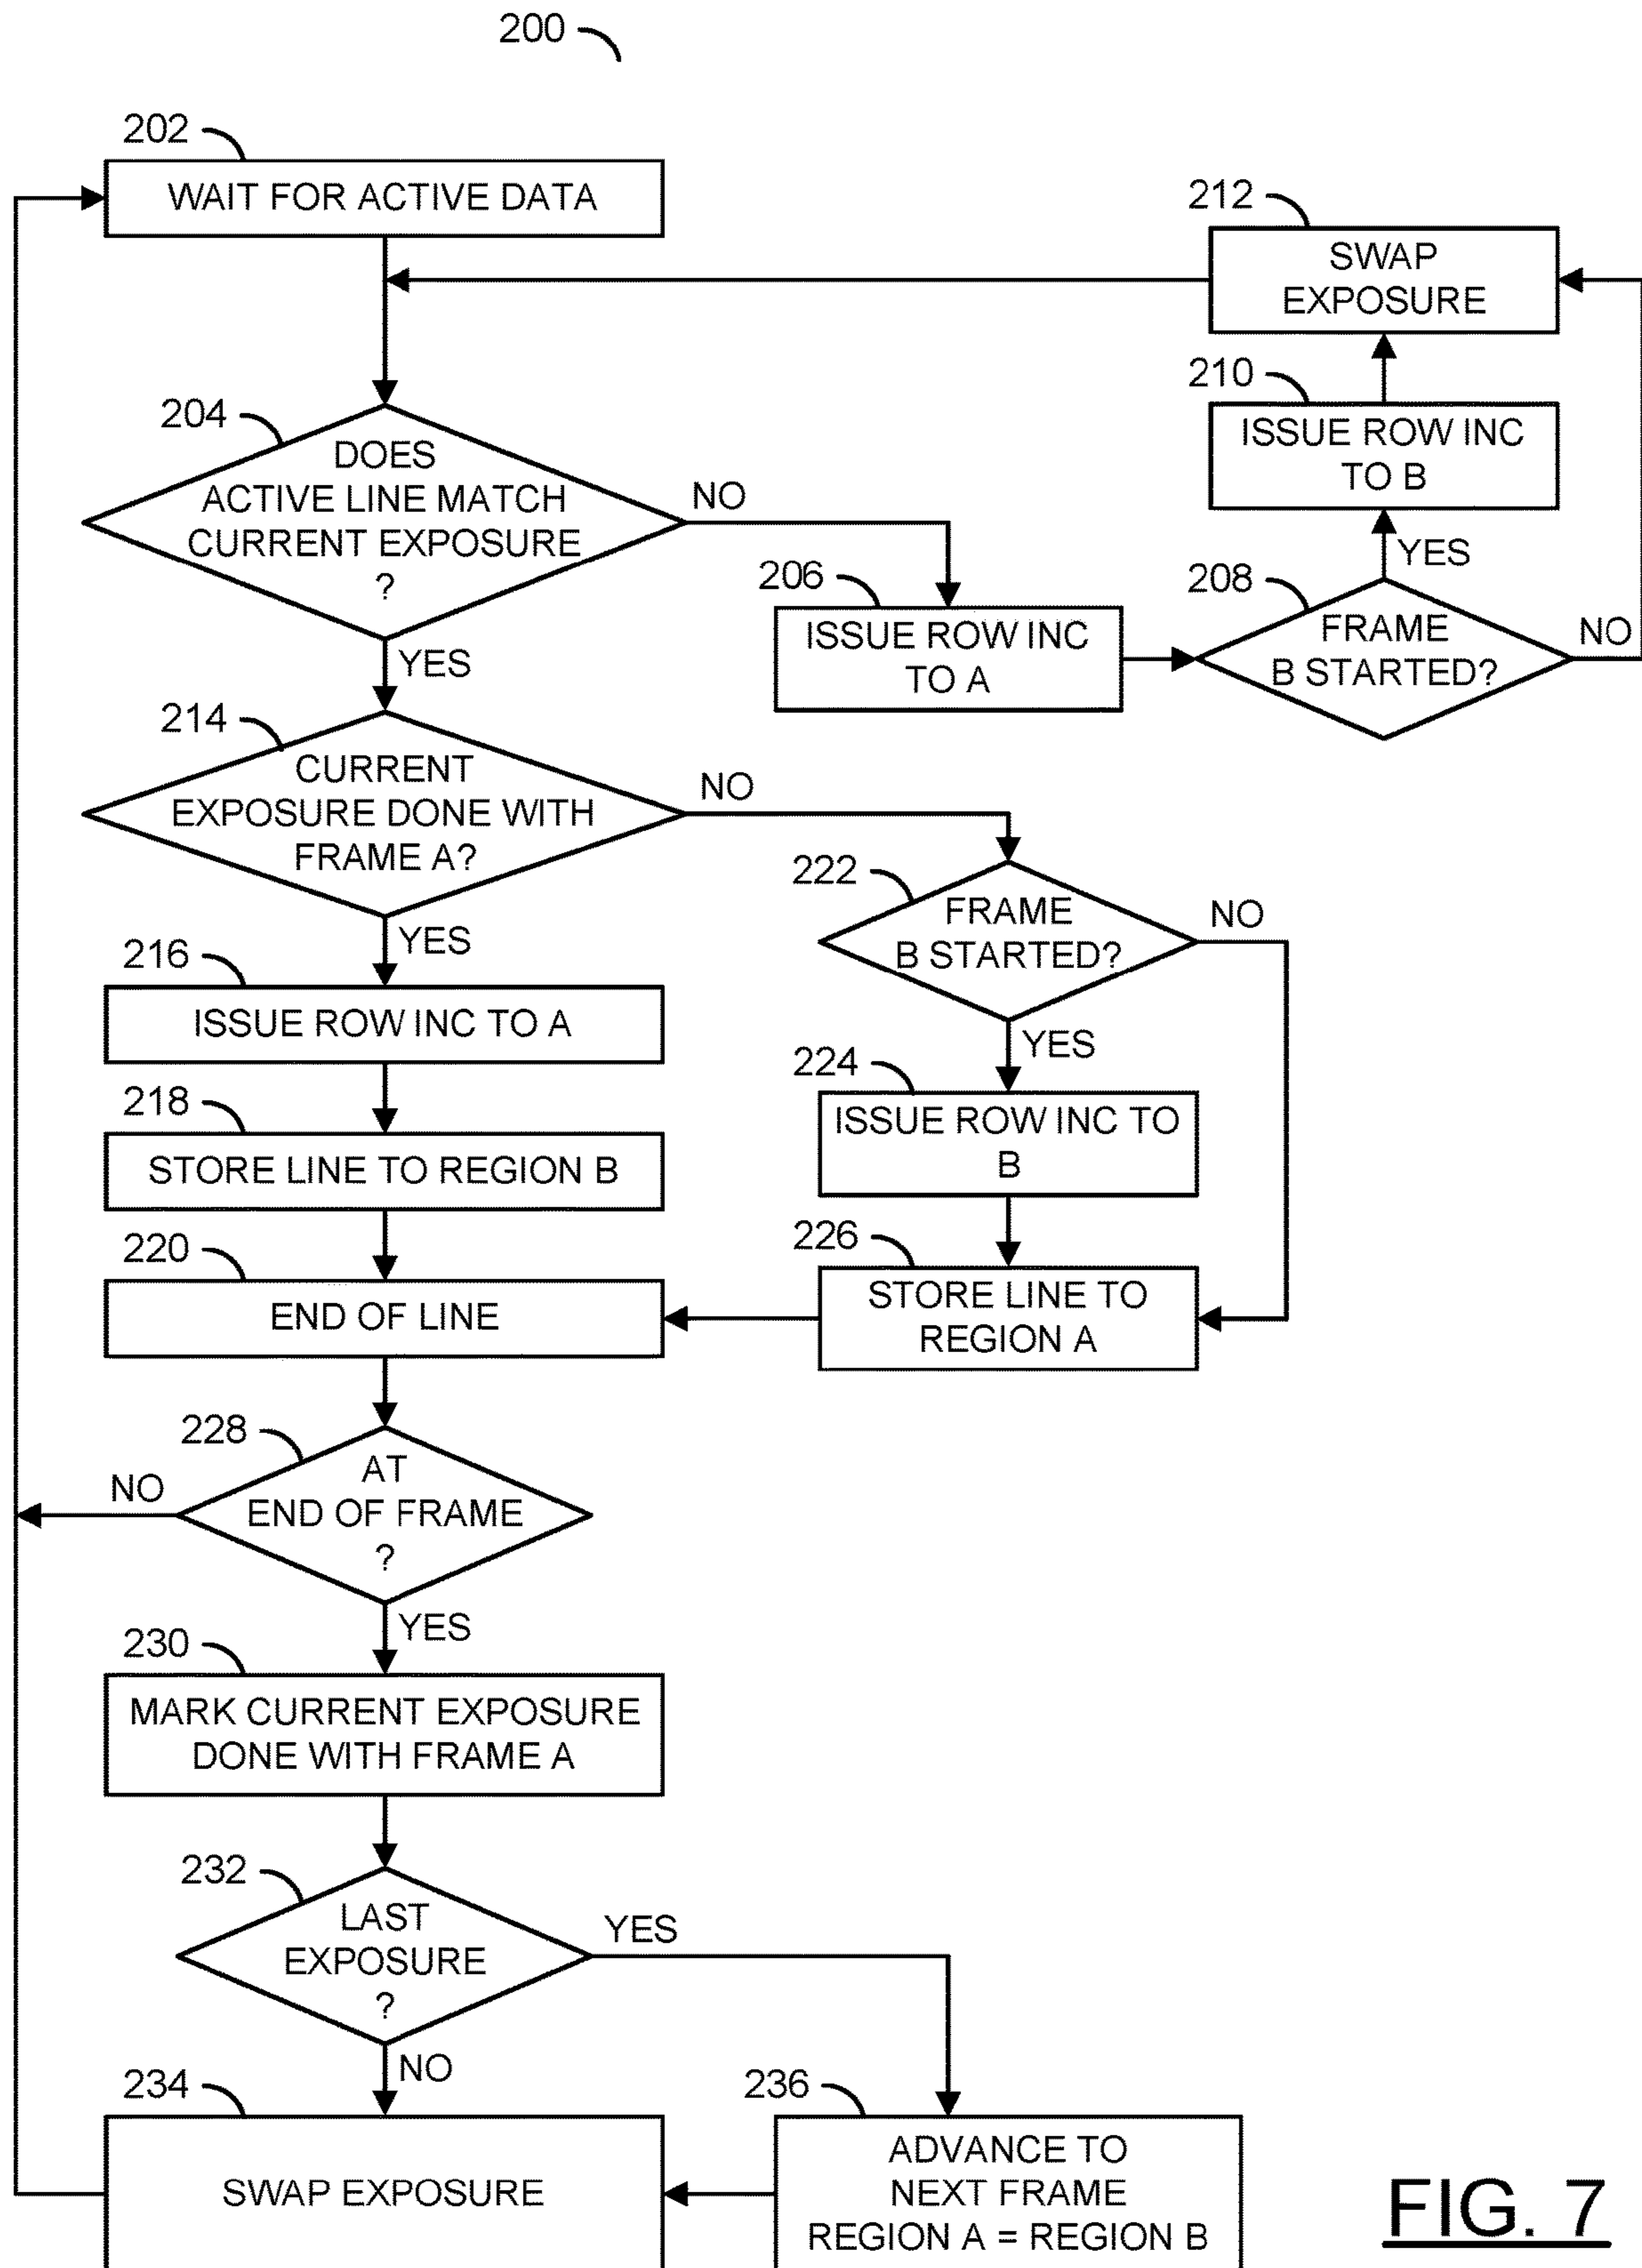 200
202
WAIT FOR ACTIVE DATA
212
SWAP
EXPOSURE
210
ISSUE ROW INC
TO B
YES
204
DOES
ACTIVE LINE MATCH
CURRENT EXPOSURE
?
NO
206
ISSUE ROW INC
TO A
208
FRAME
B STARTED?
NO
YES
214
CURRENT
EXPOSURE DONE WITH
FRAME A?
NO
222
FRAME
B STARTED?
NO
YES
216
ISSUE ROW INC TO A
YES
224
ISSUE ROW INC TO
B
218
STORE LINE TO REGION B
226
STORE LINE TO
REGION A
220
END OF LINE
228
AT
END OF FRAME
?
NO
YES
230
MARK CURRENT EXPOSURE
DONE WITH FRAME A
232
LAST
EXPOSURE
?
YES
NO
234
SWAP EXPOSURE
236
ADVANCE TO
NEXT FRAME
REGION A = REGION B
FIG. 7